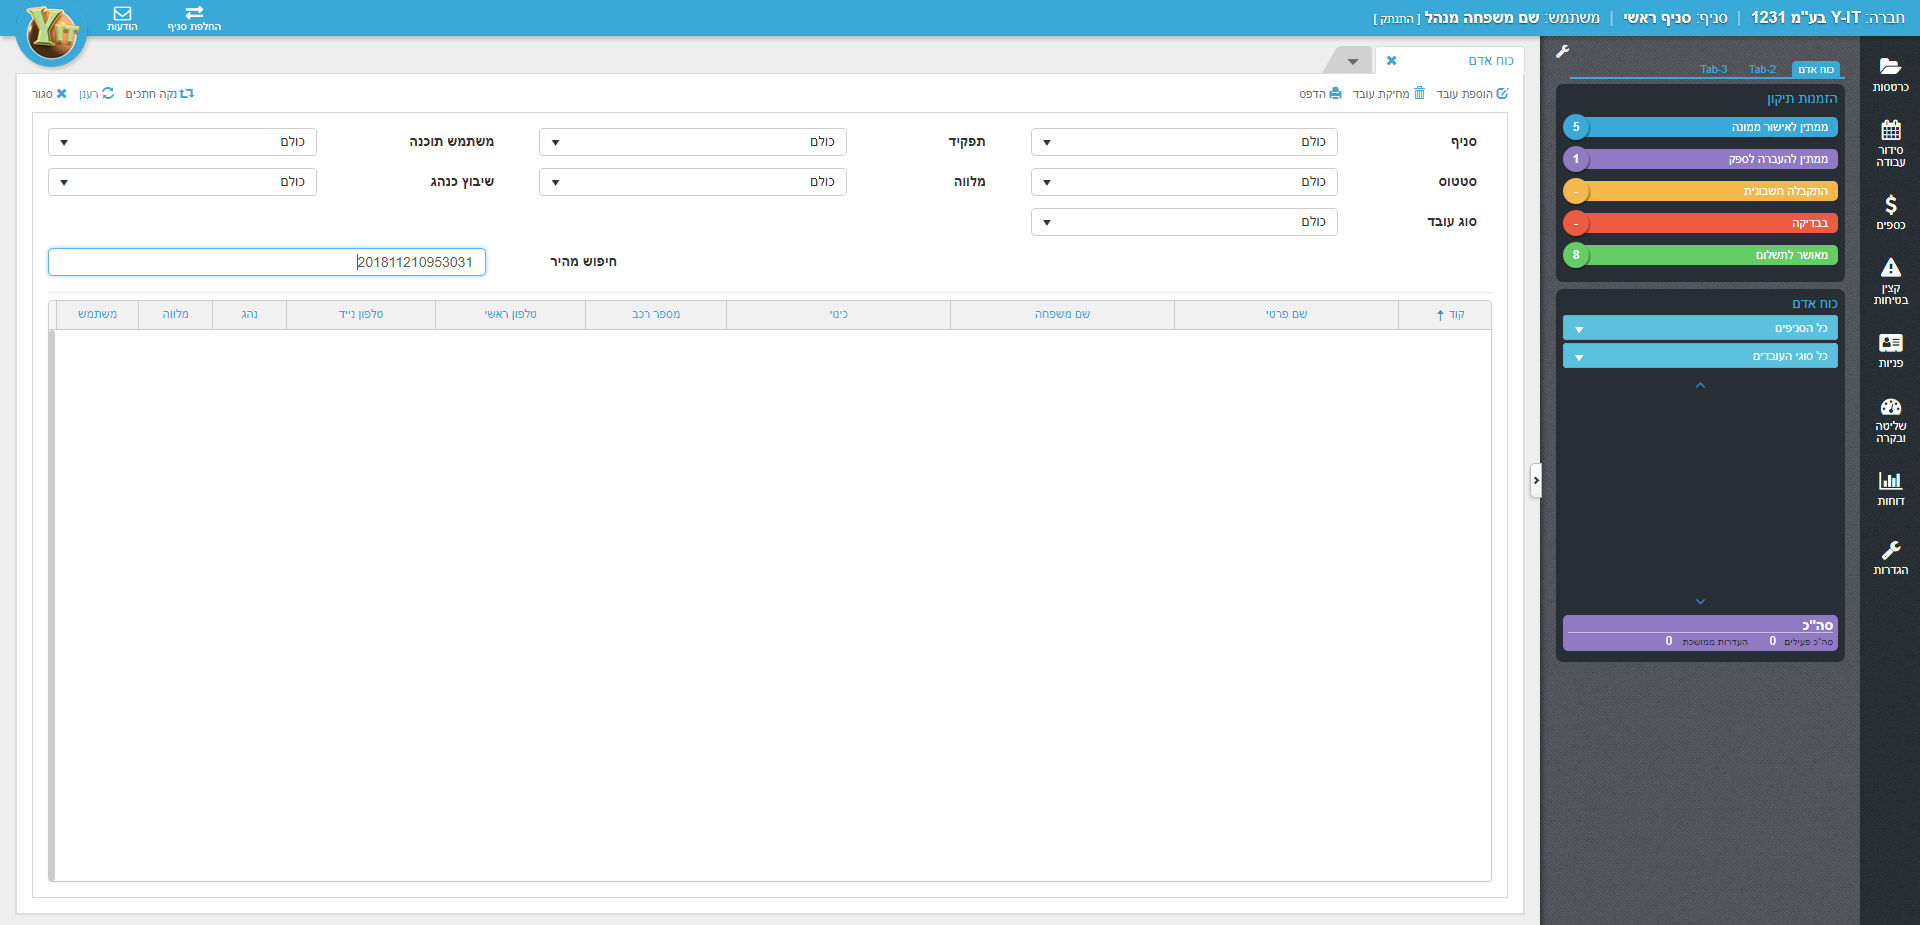 חברה: Y-IT בע"מ 1231 | סניף: סניף ראשי | משתמש: שם משפחה מנהל [ התנתק ]
החלפת סניף
הודעות
YIT
כרטסות
סידור
עבודה
כספים
קצין
בטיחות
פניות
שליטה
ובקרה
דוחות
הגדרות
כוח אדם
Tab-2
Tab-3
הזמנות תיקון
ממתין לאישור ממונה 5
ממתין להעברה לספק 1
התקבלה חשבונית -
בבדיקה -
מאושר לתשלום 8
כוח אדם
כל הסניפים
כל סוגי העובדים
סה"כ
סה"כ פעילים 0 העדרות ממושכת 0
כוח אדם
הוספת עובד מחיקת עובד הדפס
נקה חתכים רענן סגור
סניף כולם תפקיד כולם משתמש תוכנה כולם
סטטוס כולם מלווה כולם שיבוץ כנהג כולם
סוג עובד כולם
חיפוש מהיר 201811210953031
קוד שם פרטי שם משפחה כינוי מספר רכב טלפון ראשי טלפון נייד נהג מלווה משתמש